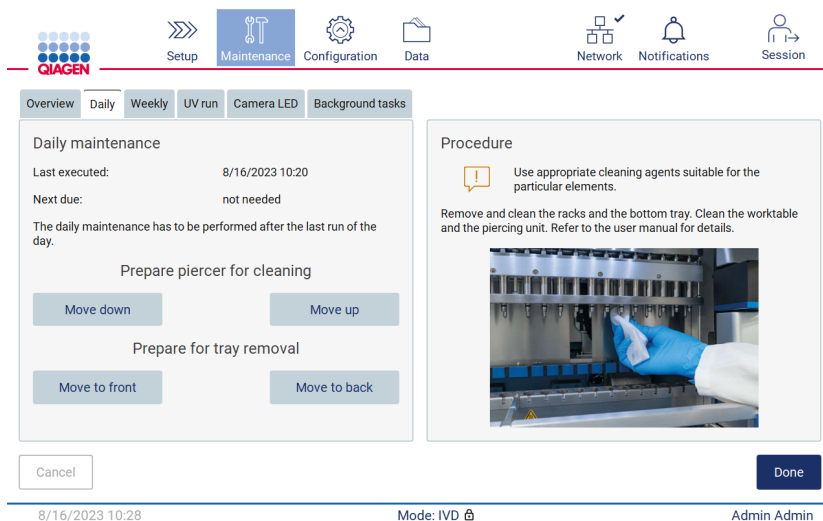 QIAGEN
Setup
Maintenance
Configuration
Data
Network
Notifications
Session
Overview
Daily
Weekly
UV run
Camera LED
Background tasks
Daily maintenance
Last executed: 8/16/2023 10:20
Next due: not needed
The daily maintenance has to be performed after the last run of the
day.
Prepare piercer for cleaning
Move down
Move up
Prepare for tray removal
Move to front
Move to back
Procedure
Use appropriate cleaning agents suitable for the
particular elements.
Remove and clean the racks and the bottom tray. Clean the worktable
and the piercing unit. Refer to the user manual for details.
Cancel
Done
8/16/2023 10:28
Mode: IVD
Admin Admin